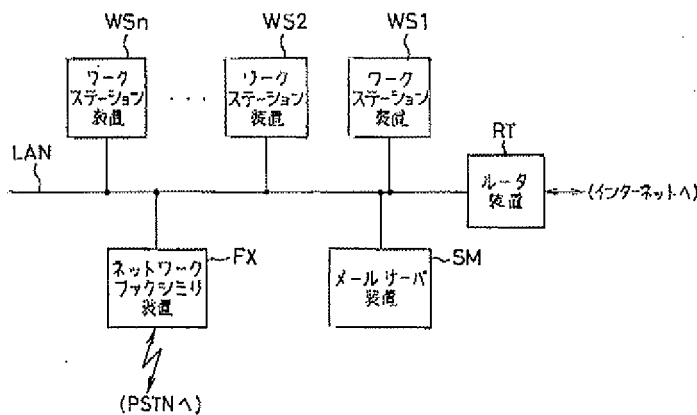 WSn
WS2
WS1
ワーク
ステーション
装置
· · ·
ワーク
ステーション
装置
ワーク
ステーション
装置
RT
LAN
ルータ
装置
(インターネットへ)
ネットワーク
ファクシミリ
装置
FX
メールサーバ
装置
SM
(PSTNへ)